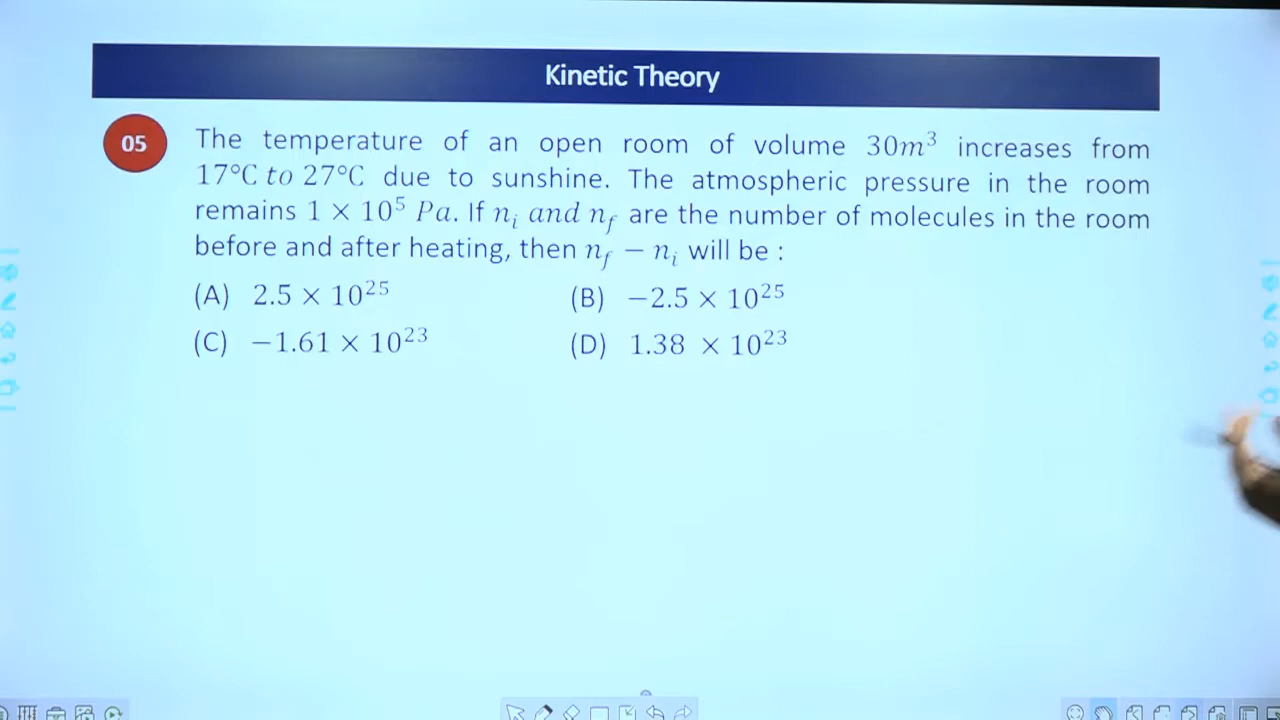 Kinetic Theory
05
The temperature of an open room of volume 30m³ increases from
17°C to 27°C due to sunshine. The atmospheric pressure in the room
remains 1 × 10⁵ Pa. If nᵢ and n_f are the number of molecules in the room
before and after heating, then n_f − nᵢ will be :
(A) 2.5 × 10²⁵ (B) −2.5 × 10²⁵
(C) −1.61 × 10²³ (D) 1.38 × 10²³